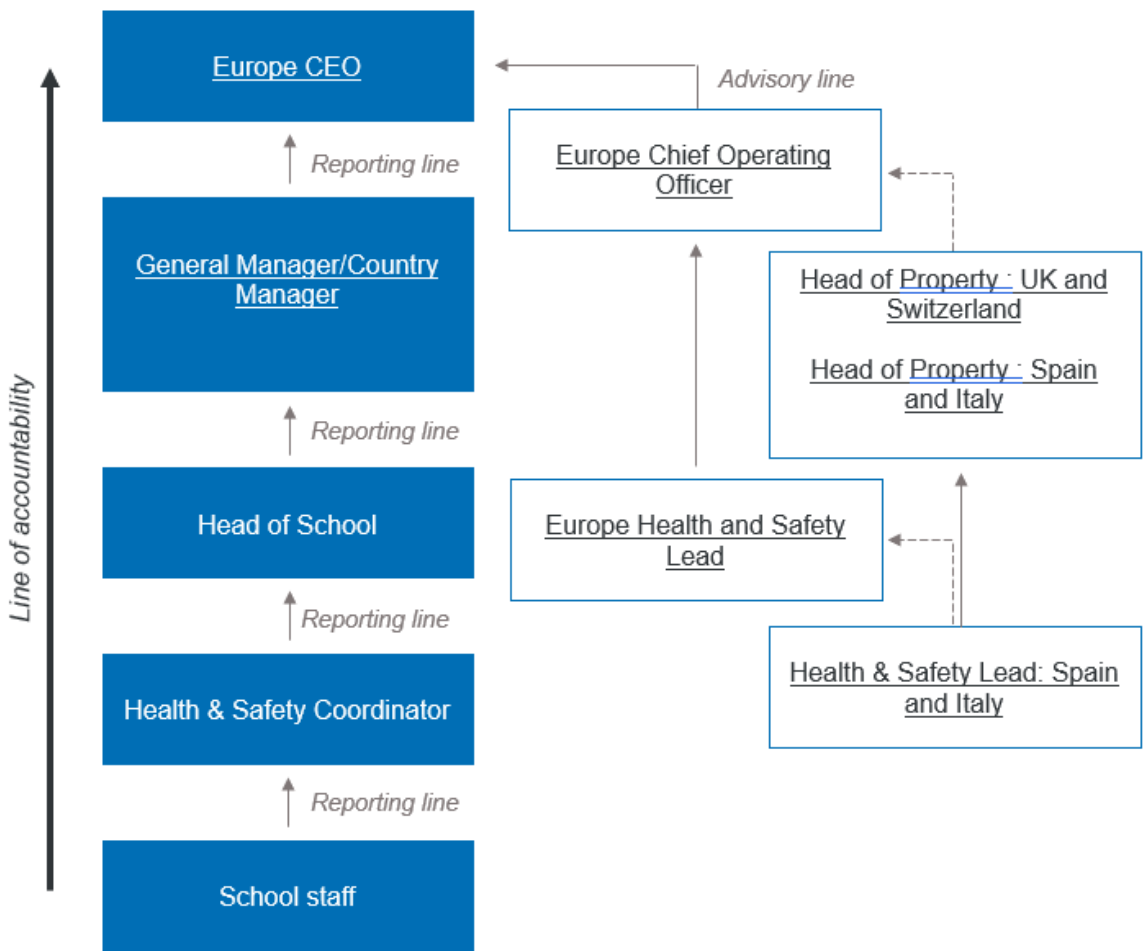 Europe CEO
Advisory line
Reporting line
Europe Chief Operating
Officer
General Manager/Country
Manager
Head of Property : UK and
Switzerland
Head of Property : Spain
and Italy
Line of accountability
Reporting line
Head of School
Europe Health and Safety
Lead
Reporting line
Health & Safety Coordinator
Health & Safety Lead: Spain
and Italy
Reporting line
School staff